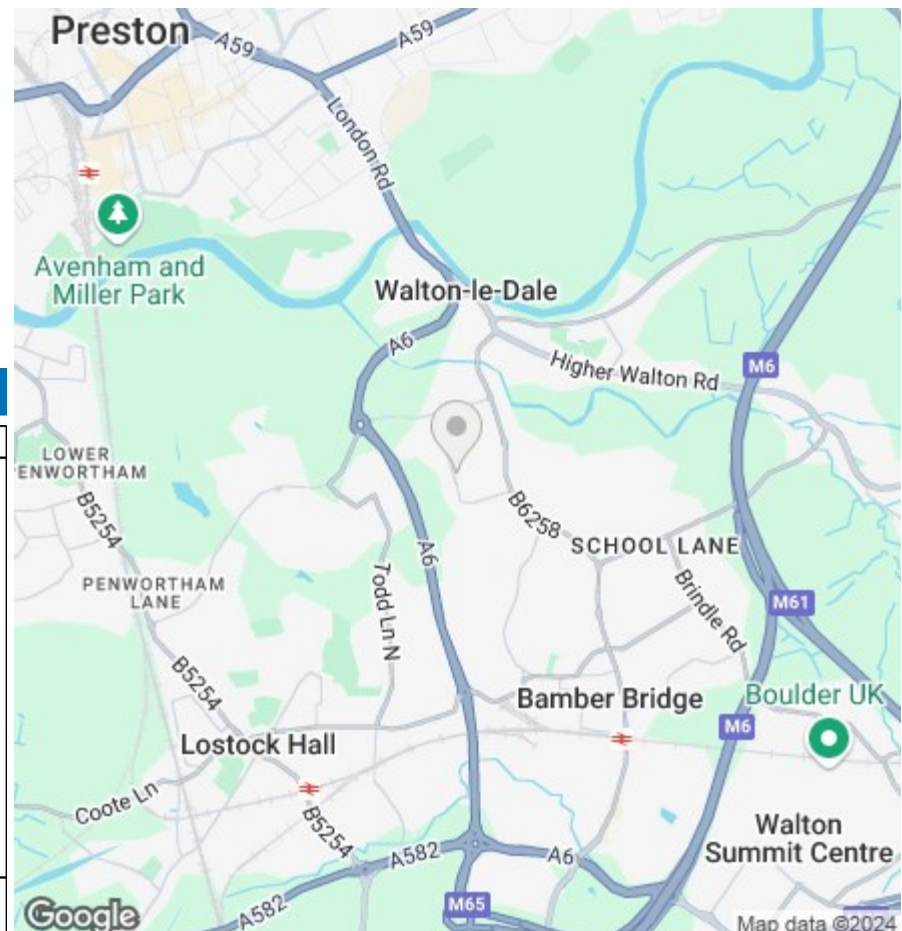 Preston
A59
A59
London Rd
Avenham and
Miller Park
Walton-le-Dale
A6
Higher Walton Rd
M6
LOWER
PENWORTHAM
B5254
B6258
SCHOOL LANE
A6
PENWORTHAM
LANE
Todd Ln N
Brindle Rd
M61
B5254
Bamber Bridge
Boulder UK
M6
Lostock Hall
Coote Ln
B5254
A582
A6
Walton
Summit Centre
A582
M65
Google
Map data ©2024